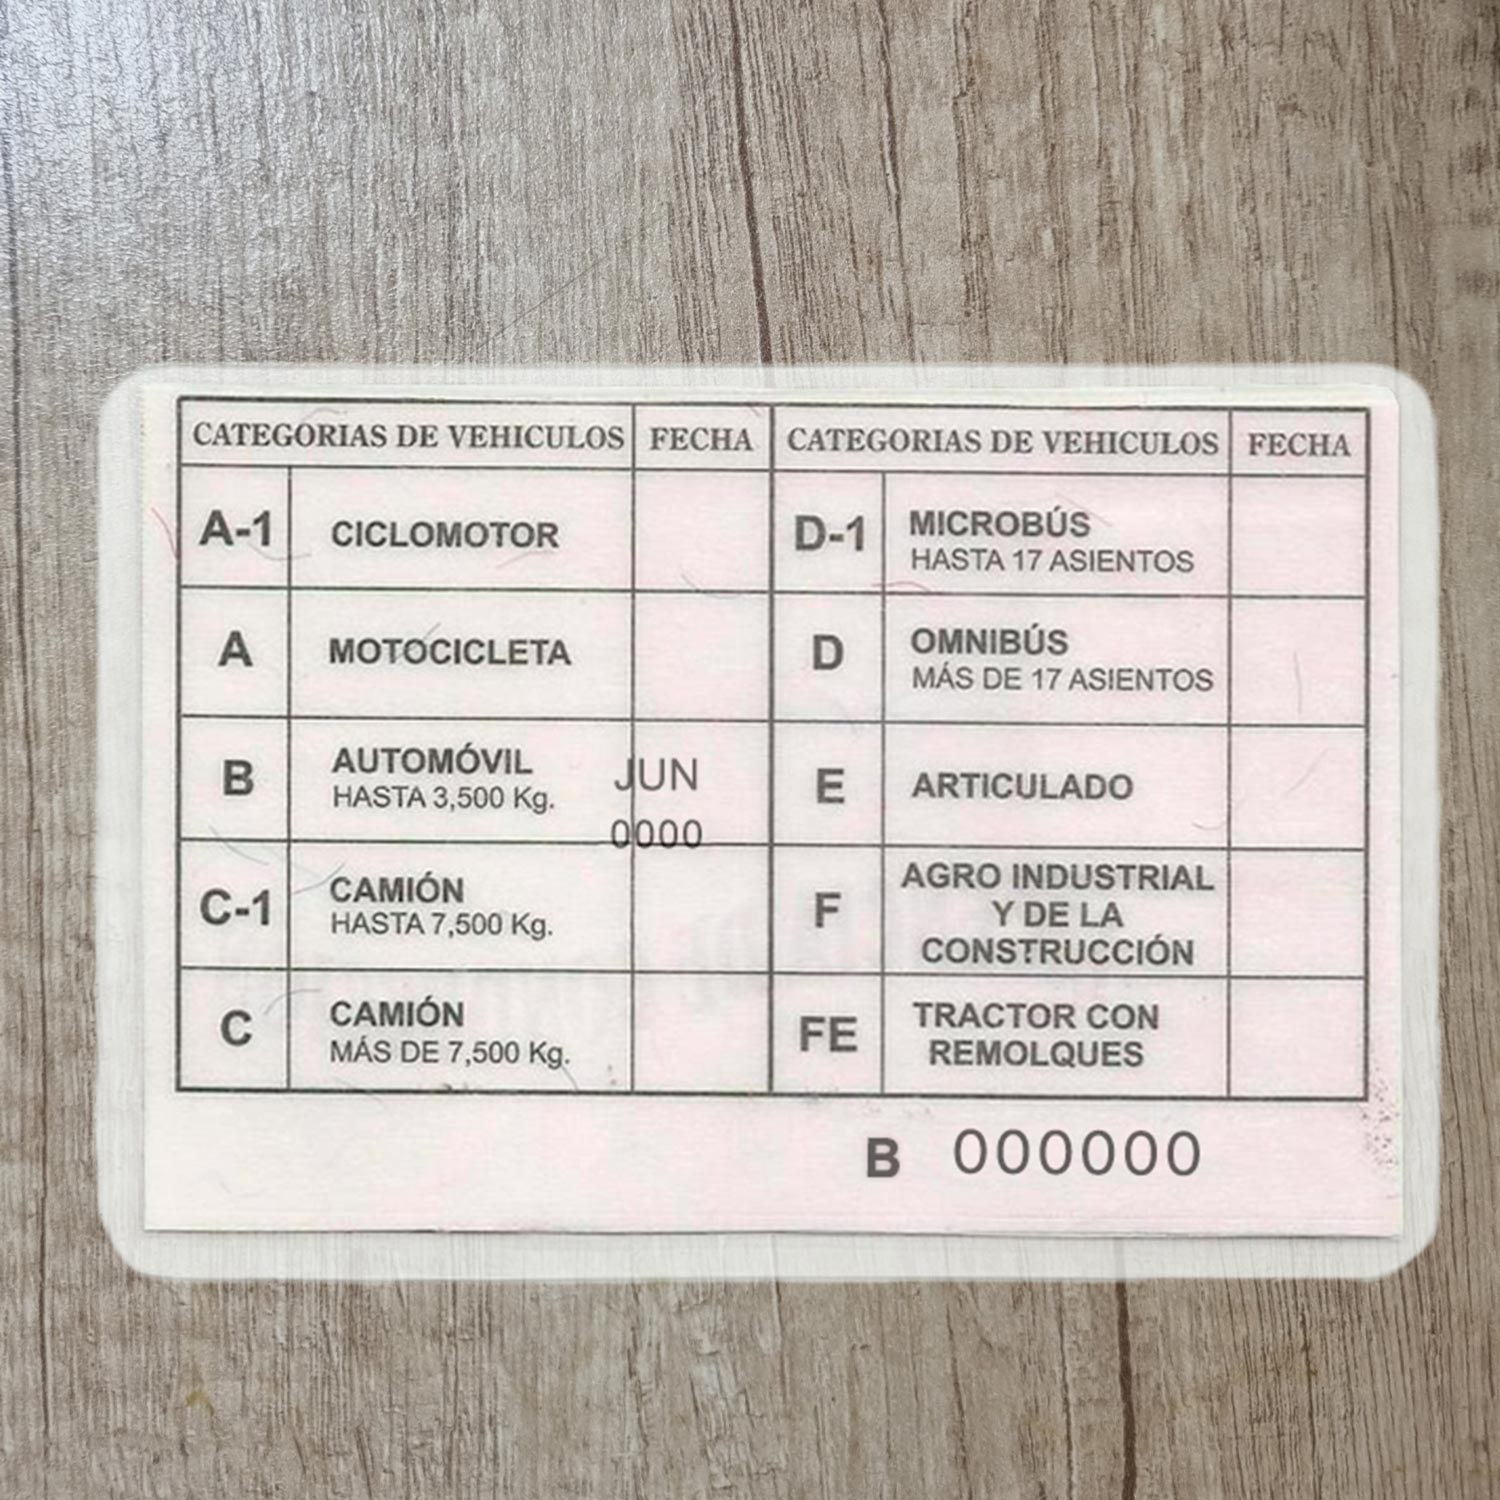 CATEGORIAS DE VEHICULOS FECHA CATEGORIAS DE VEHICULOS FECHA
A-1 CICLOMOTOR
D-1 MICROBÚS
HASTA 17 ASIENTOS
A MOTOCICLETA
D OMNIBÚS
MÁS DE 17 ASIENTOS
B AUTOMÓVIL
HASTA 3,500 Kg.
JUN
0000
E ARTICULADO
C-1 CAMIÓN
HASTA 7,500 Kg.
F AGRO INDUSTRIAL
Y DE LA
CONSTRUCCIÓN
C CAMIÓN
MÁS DE 7,500 Kg.
FE TRACTOR CON
REMOLQUES
B 000000